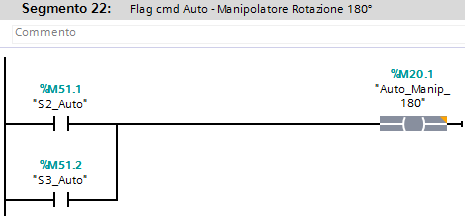 Segmento 22: Flag cmd Auto - Manipolatore Rotazione 180°
Commento
%M51.1
"S2_Auto"
%M20.1
"Auto_Manip_
180"
%M51.2
"S3_Auto"